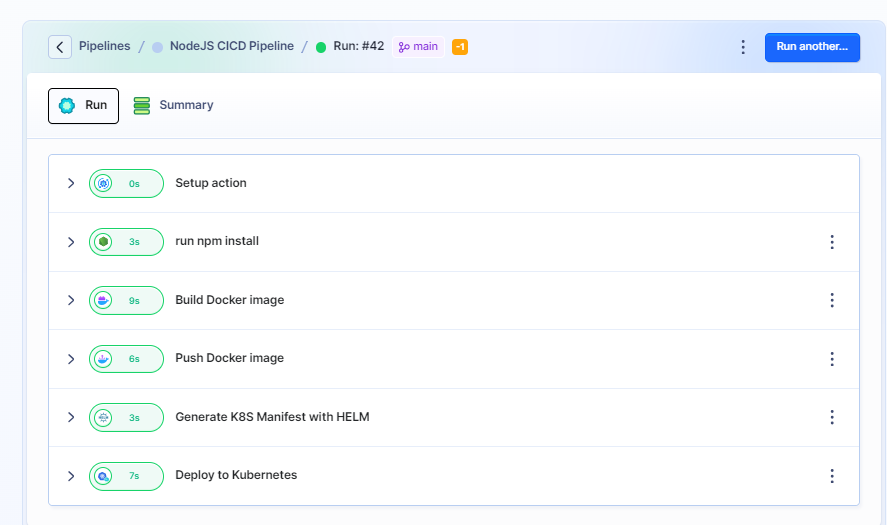 Pipelines / NodeJS CICD Pipeline / Run: #42 main -1 Run another...
Run Summary
0s Setup action
3s run npm install
9s Build Docker image
6s Push Docker image
3s Generate K8S Manifest with HELM
7s Deploy to Kubernetes